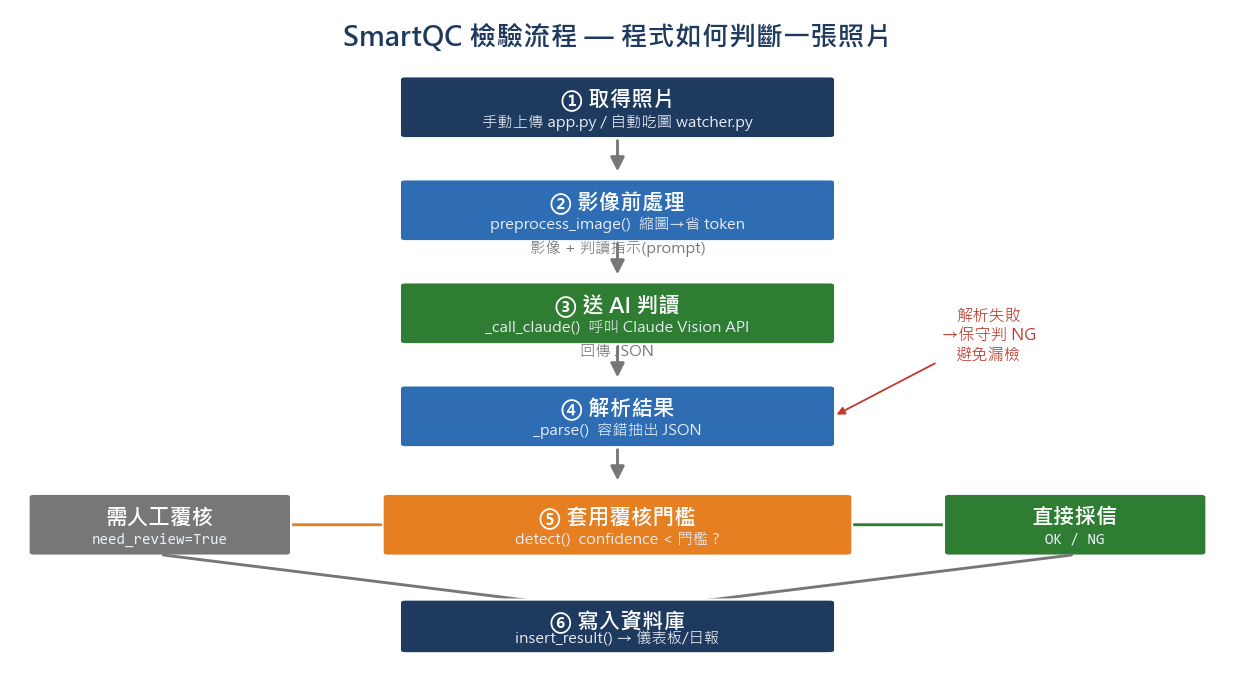 SmartQC 檢驗流程 — 程式如何判斷一張照片
① 取得照片
手動上傳 app.py / 自動吃圖 watcher.py
② 影像前處理
preprocess_image() 縮圖→省 token
影像 + 判讀指示(prompt)
③ 送 AI 判讀
_call_claude() 呼叫 Claude Vision API
回傳 JSON
解析失敗
→保守判 NG
避免漏檢
④ 解析結果
_parse() 容錯抽出 JSON
需人工覆核
need_review=True
⑤ 套用覆核門檻
detect() confidence < 門檻 ?
直接採信
OK / NG
⑥ 寫入資料庫
insert_result() → 儀表板/日報